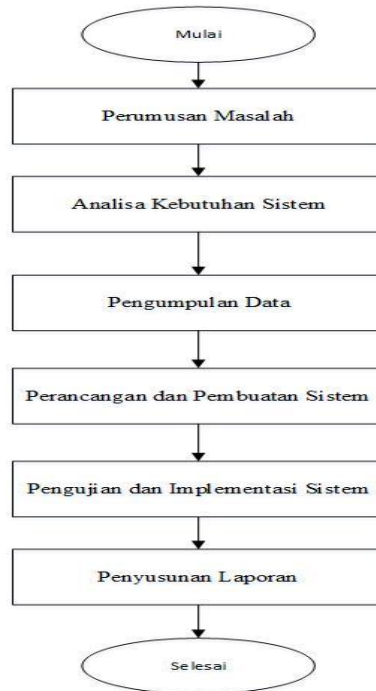 Mulai
Perumusan Masalah
Analisa Kebutuhan Sistem
Pengumpulan Data
Perancangan dan Pembuatan Sistem
Pengujian dan Implementasi Sistem
Penyusunan Laporan
Selesai